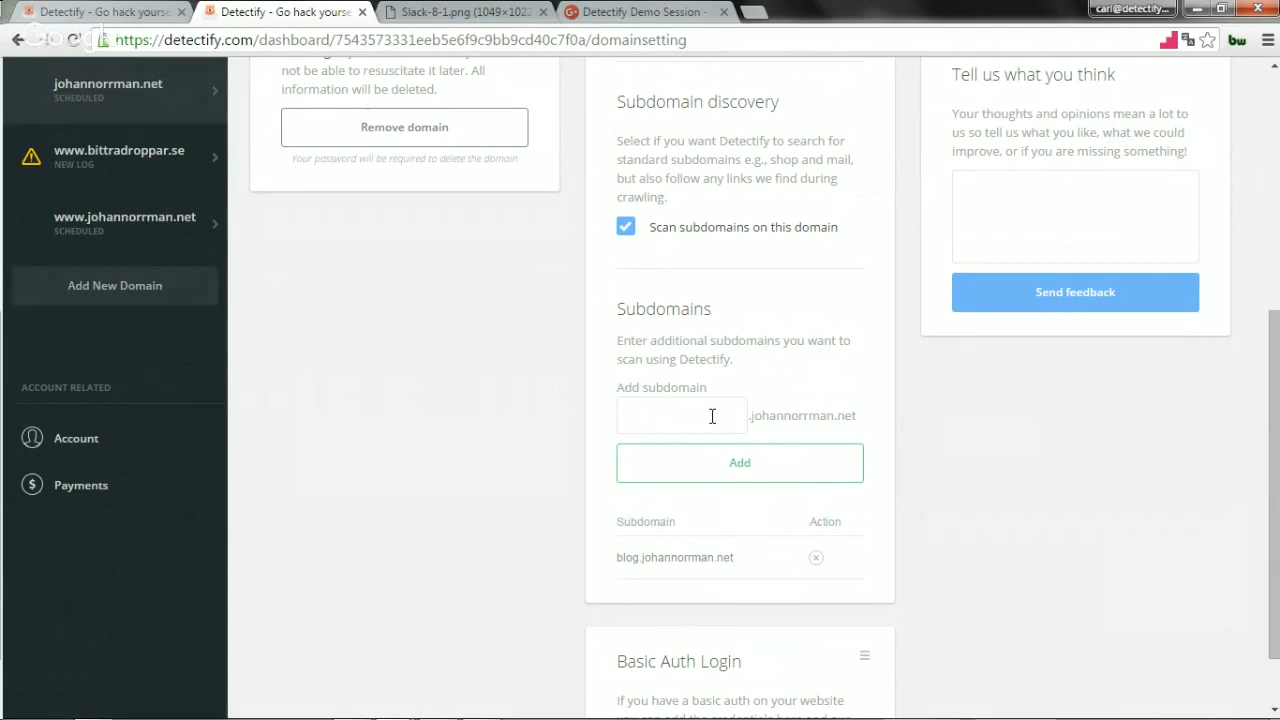 Detectify - Go hack yourse
Detectify - Go hack yourse
Slack-8-1.png (1049×102
Detectify Demo Session -
carl@detectify...
https://detectify.com/dashboard/7543573331eeb5e6f9c9bb9cd40c7f0a/domainsetting
bw
johannorrman.net
SCHEDULED
www.bittradroppar.se
NEW LOG
www.johannorrman.net
SCHEDULED
Add New Domain
ACCOUNT RELATED
Account
$
Payments
not be able to resuscitate it later. All
information will be deleted.
Remove domain
Your password will be required to delete the domain
Subdomain discovery
Select if you want Detectify to search for
standard subdomains e.g., shop and mail,
but also follow any links we find during
crawling.
Scan subdomains on this domain
Subdomains
Enter additional subdomains you want to
scan using Detectify.
Add subdomain
.johannorrman.net
Add
Subdomain Action
blog.johannorrman.net
Basic Auth Login
If you have a basic auth on your website
Tell us what you think
Your thoughts and opinions mean a lot to
us so tell us what you like, what we could
improve, or if you are missing something!
Send feedback